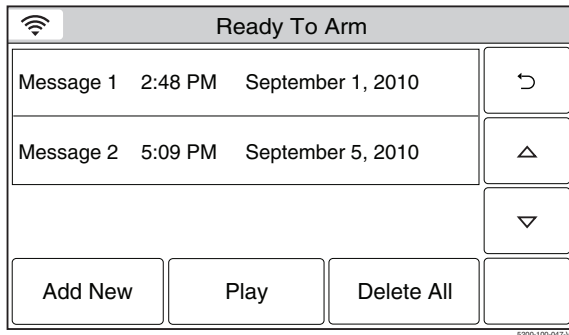 Ready To Arm
Message 1 2:48 PM September 1, 2010
Message 2 5:09 PM September 5, 2010
Add New Play Delete All